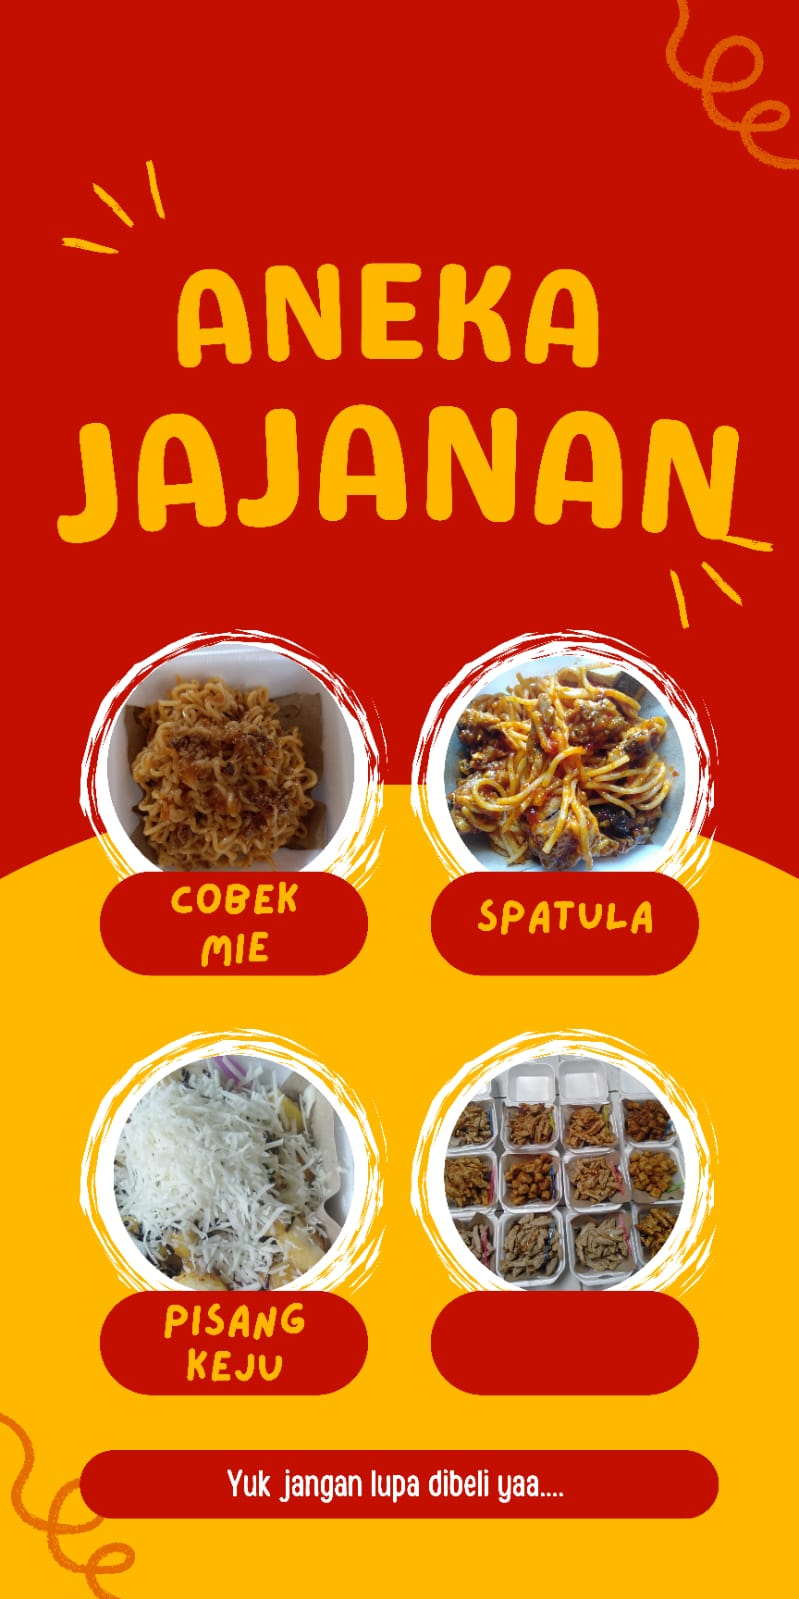 ANEKA
JAJANAN
COBEK
MIE
SPATULA
PISANG
KEJU
Yuk jangan lupa dibeli yaa....